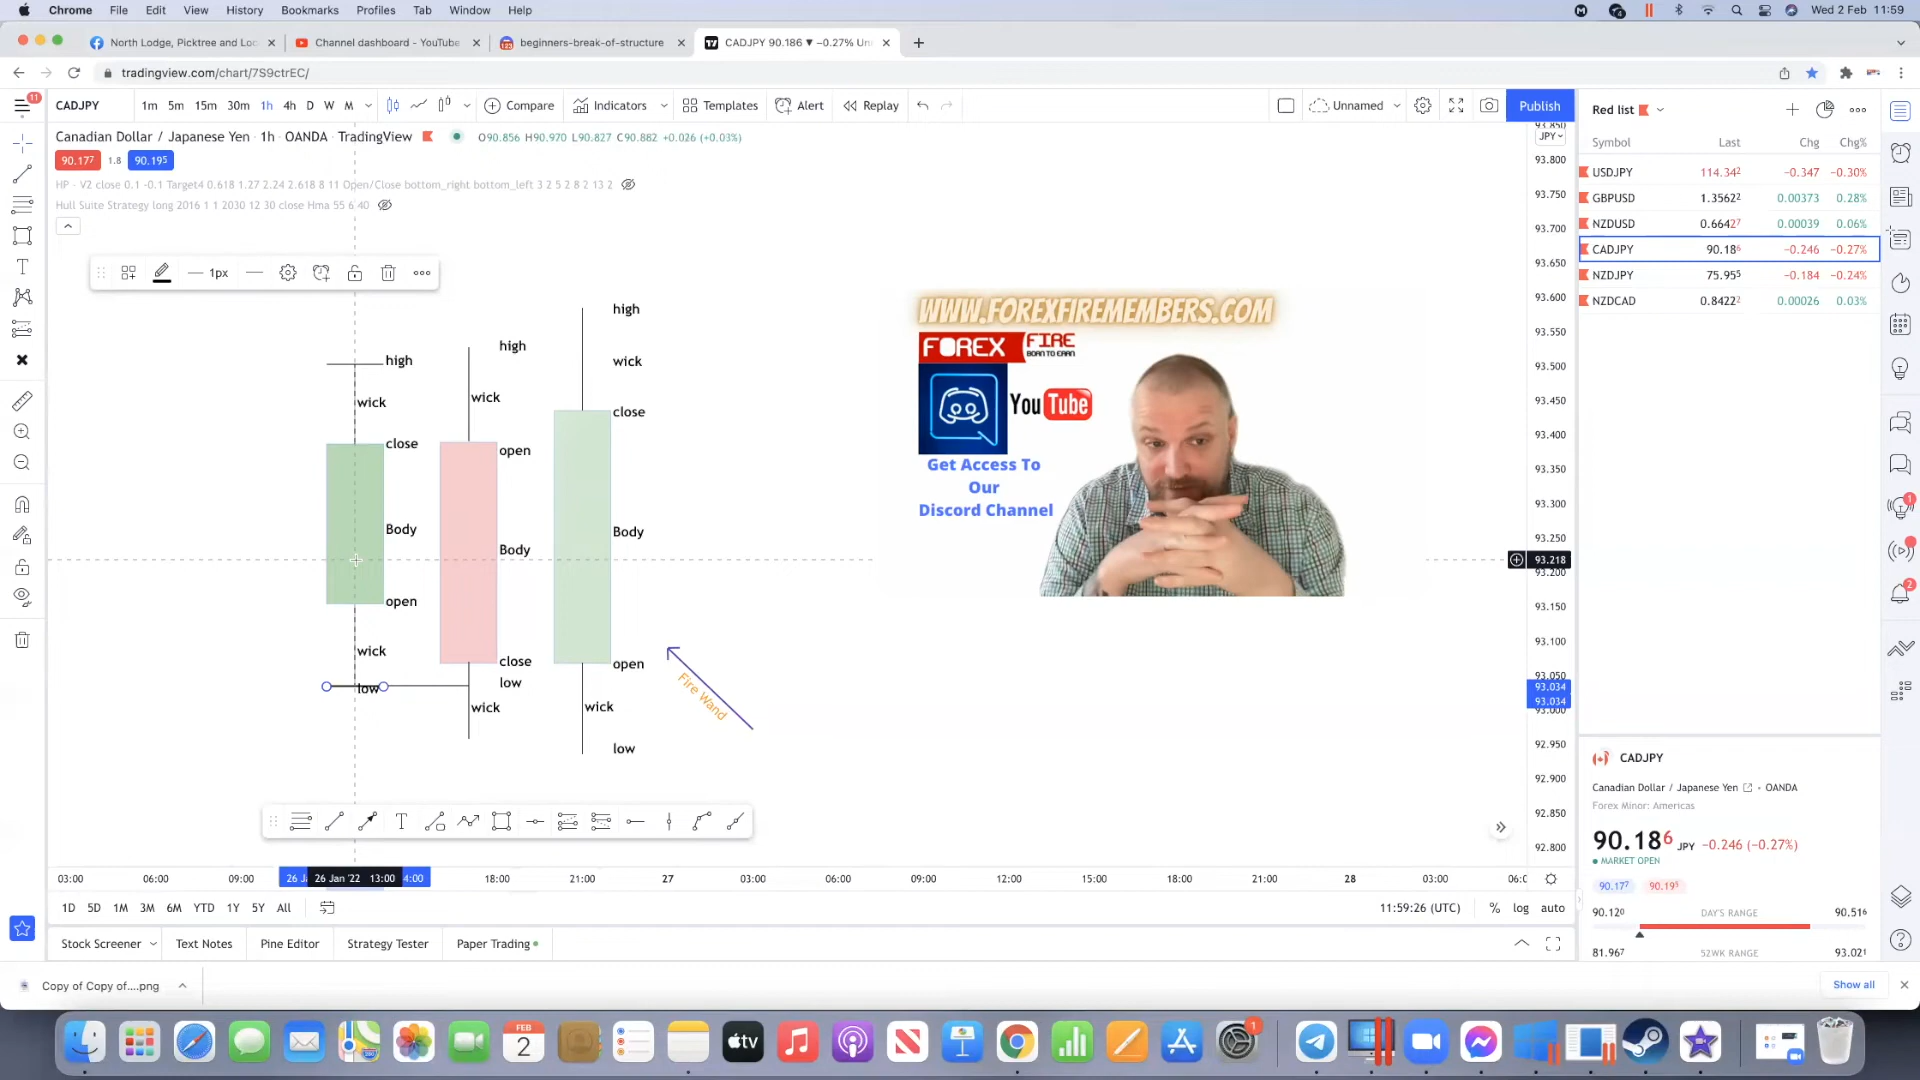 Chrome File Edit View History Bookmarks Profiles Tab Window Help Wed 2 Feb 11:59
North Lodge, Picktree and Loc Channel dashboard - YouTube beginners-break-of-structure CADJPY 90.186 ▼ −0.27% Un
tradingview.com/chart/7S9ctrEC/
11 CADJPY 1m 5m 15m 30m 1h 4h D W M Compare Indicators Templates Alert Replay Unnamed Publish Red list
Canadian Dollar / Japanese Yen · 1h · OANDA · TradingView O90.856 H90.970 L90.827 C90.882 +0.026 (+0.03%) JPY
90.177 1.8 90.195
HP - V2 close 0.1 -0.1 Target4 0.618 1.27 2.24 2.618 8 11 Open/Close bottom_right bottom_left 3 2 5 2 8 2 13 2
Hull Suite Strategy long 2016 1 1 2030 12 30 close Hma 55 6 40
1px
Symbol Last Chg Chg%
USDJPY 114.342 −0.347 −0.30%
GBPUSD 1.35622 0.00373 0.28%
NZDUSD 0.66427 0.00039 0.06%
CADJPY 90.186 −0.246 −0.27%
NZDJPY 75.955 −0.184 −0.24%
NZDCAD 0.84222 0.00026 0.03%
high
wick
close
Body
open
wick
low
high
wick
open
Body
close
low
wick
high
wick
close
Body
open
wick
low
Fire Wand
WWW.FOREXFIREMEMBERS.COM
FOREX FIRE
BORN TO EARN
YouTube
Get Access To
Our
Discord Channel
93.850
93.800
93.750
93.700
93.650
93.600
93.550
93.500
93.450
93.400
93.350
93.300
93.250
93.218
93.200
93.150
93.100
93.050
93.034
93.034
93.000
92.950
92.900
92.850
92.800
03:00 06:00 09:00 26 J 26 Jan '22 13:00 4:00 18:00 21:00 27 03:00 06:00 09:00 12:00 15:00 18:00 21:00 28 03:00 06:0
1D 5D 1M 3M 6M YTD 1Y 5Y All 11:59:26 (UTC) % log auto
Stock Screener Text Notes Pine Editor Strategy Tester Paper Trading
CADJPY
Canadian Dollar / Japanese Yen • OANDA
Forex Minor: Americas
90.186 JPY −0.246 (−0.27%)
MARKET OPEN
90.177 90.195
90.120 DAY'S RANGE 90.516
81.967 52WK RANGE 93.021
1
2
Copy of Copy of....png Show all
FEB
2
tv
1